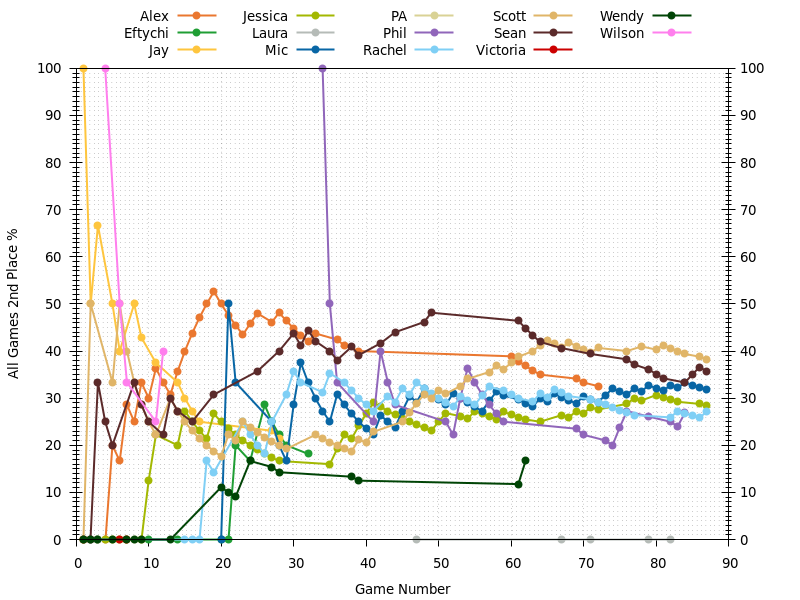 Alex Jessica PA Scott Wendy
Eftychi Laura Phil Sean Wilson
Jay Mic Rachel Victoria
100 100
90 90
80 80
70 70
60 60
50 50
40 40
30 30
20 20
10 10
0 0
0 10 20 30 40 50 60 70 80 90
All Games 2nd Place %
Game Number